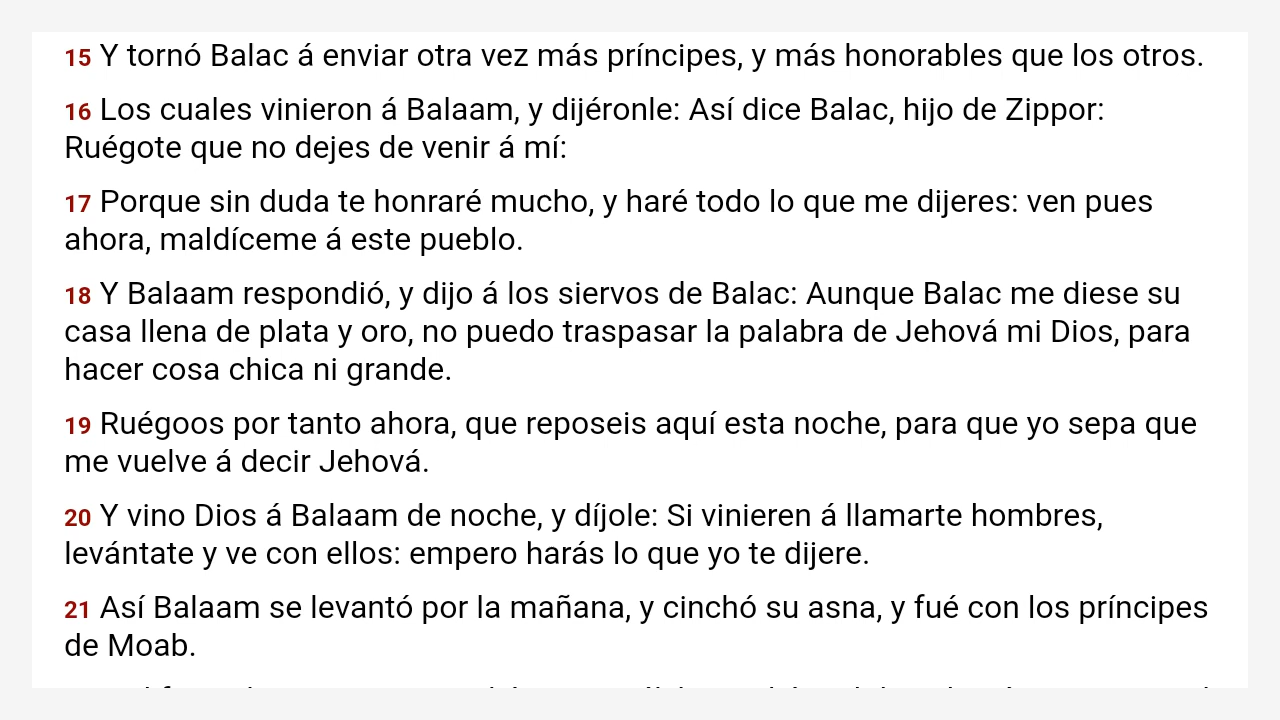 15 Y tornó Balac á enviar otra vez más príncipes, y más honorables que los otros.
16 Los cuales vinieron á Balaam, y dijéronle: Así dice Balac, hijo de Zippor:
Ruégote que no dejes de venir á mí:
17 Porque sin duda te honraré mucho, y haré todo lo que me dijeres: ven pues
ahora, maldíceme á este pueblo.
18 Y Balaam respondió, y dijo á los siervos de Balac: Aunque Balac me diese su
casa llena de plata y oro, no puedo traspasar la palabra de Jehová mi Dios, para
hacer cosa chica ni grande.
19 Ruégoos por tanto ahora, que reposeis aquí esta noche, para que yo sepa que
me vuelve á decir Jehová.
20 Y vino Dios á Balaam de noche, y díjole: Si vinieren á llamarte hombres,
levántate y ve con ellos: empero harás lo que yo te dijere.
21 Así Balaam se levantó por la mañana, y cinchó su asna, y fué con los príncipes
de Moab.